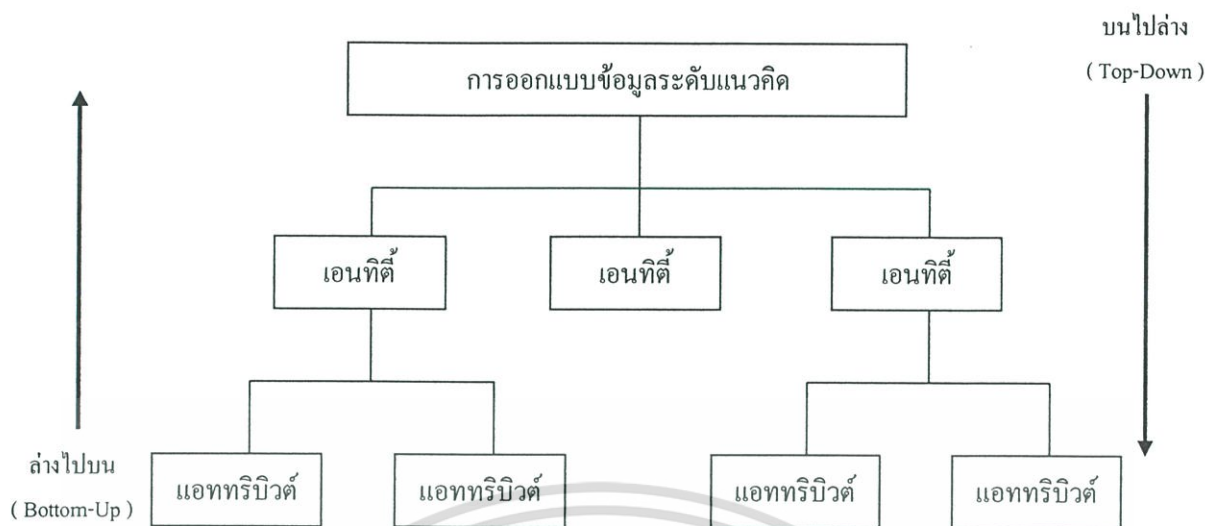 บนไปล่าง
( Top-Down )
การออกแบบข้อมูลระดับแนวคิด
เอนทิตี้
เอนทิตี้
เอนทิตี้
ล่างไปบน
( Bottom-Up )
แอททริบิวต์
แอททริบิวต์
แอททริบิวต์
แอททริบิวต์